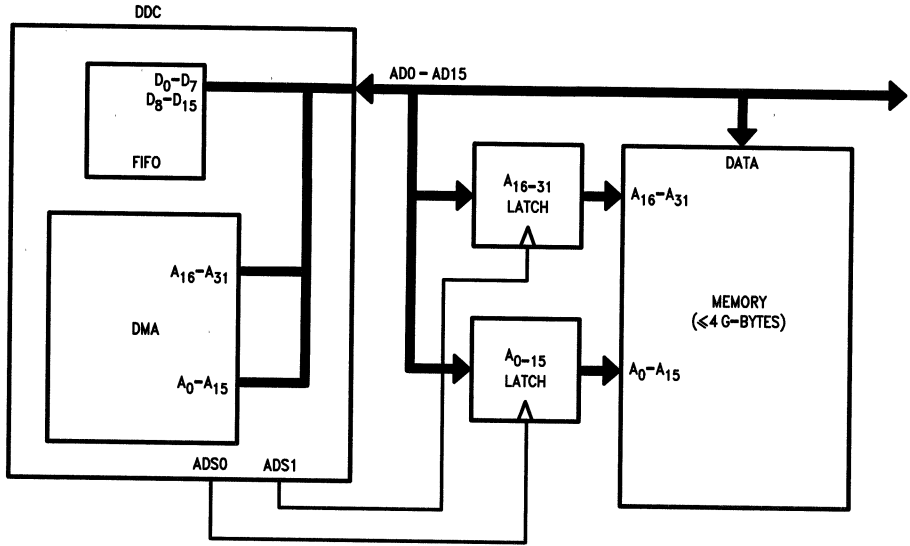 DDC
D0–D7
D8–D15
FIFO
AD0 – AD15
A16–31
LATCH
DATA
A16–A31
A16–A31
DMA
MEMORY
(≤4 G–BYTES)
A0–15
LATCH
A0–A15
A0–A15
ADS0
ADS1